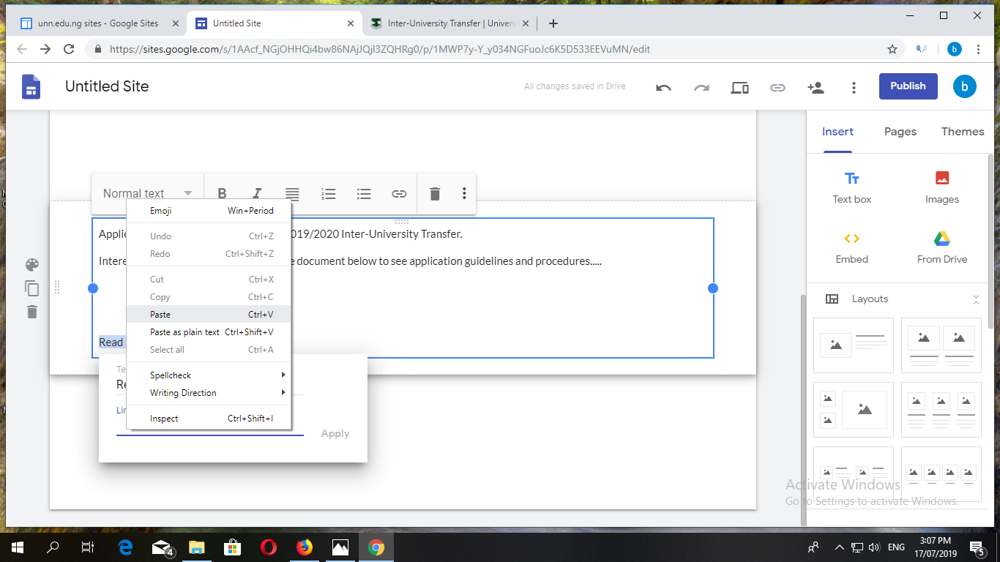 unn.edu.ng sites - Google Sites
Untitled Site
Inter-University Transfer | Univers
https://sites.google.com/s/1AAcf_NGjOHHQi4bw86NAjJQjl3ZQHRg0/p/1MWP7y-Y_y034NGFuoJc6K5D533EEVuMN/edit
b
Untitled Site
All changes saved in Drive
Publish
b
Insert
Pages
Themes
Text box
Images
Embed
From Drive
Layouts
Normal text
B
I
Applic
019/2020 Inter-University Transfer.
Intere
e document below to see application guidelines and procedures.....
Read
Te
Re
Lin
Apply
Emoji Win+Period
Undo Ctrl+Z
Redo Ctrl+Shift+Z
Cut Ctrl+X
Copy Ctrl+C
Paste Ctrl+V
Paste as plain text Ctrl+Shift+V
Select all Ctrl+A
Spellcheck
Writing Direction
Inspect Ctrl+Shift+I
Activate Windows
Go to Settings to activate Windows.
4
ENG
3:07 PM
17/07/2019
5